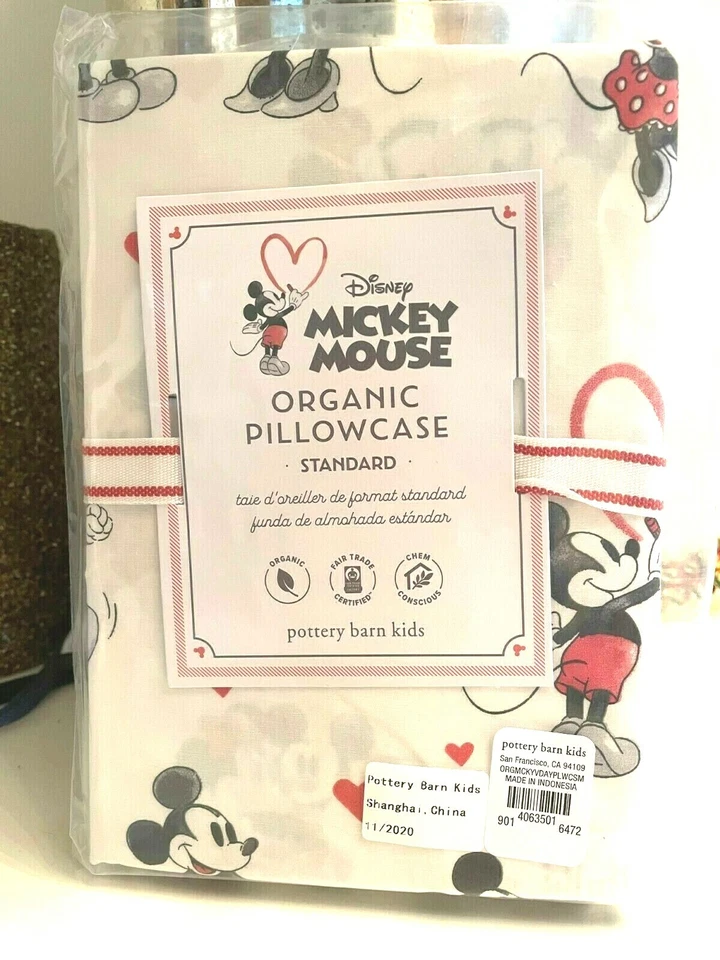 Disney
MICKEY
MOUSE
ORGANIC
PILLOWCASE
· STANDARD ·
taie d'oreiller de format standard
funda de almohada estándar
ORGANIC
FAIR TRADE
CERTIFIED
CHEM
CONSCIOUS
pottery barn kids
Pottery Barn Kids
Shanghai.China
11/2020
pottery barn kids
San Francisco, CA 94109
ORGMCKYVDAYPLWCSM
MADE IN INDONESIA
901 4063501 6472